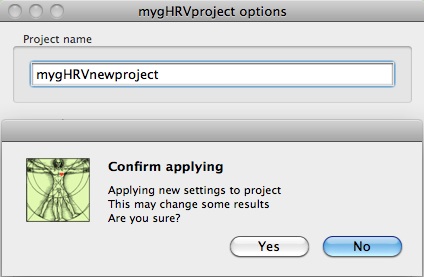 mygHRVproject options
Project name
mygHRVnewproject
Confirm applying
Applying new settings to project
This may change some results
Are you sure?
Yes
No